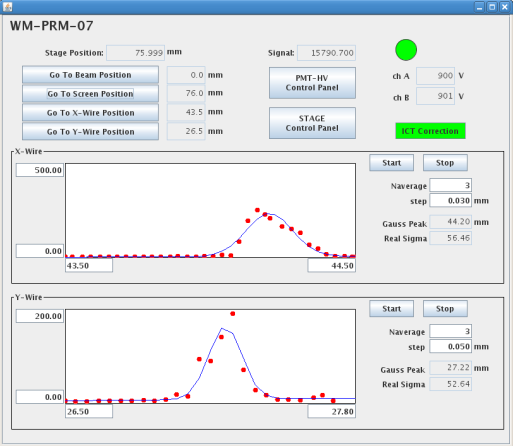 WM-PRM-07
Stage Position: 75.999 mm Signal: 15790.700
Go To Beam Position 0.0 mm
Go To Screen Position 76.0 mm
Go To X-Wire Position 43.5 mm
Go To Y-Wire Position 26.5 mm
PMT-HV
Control Panel
STAGE
Control Panel
ch A 900 V
ch B 901 V
ICT Correction
X-Wire
500.00
0.00
43.50 44.50
Start Stop
Naverage 3
step 0.030 mm
Gauss Peak 44.20 mm
Real Sigma 56.46
Y-Wire
200.00
0.00
26.50 27.80
Start Stop
Naverage 3
step 0.050 mm
Gauss Peak 27.22 mm
Real Sigma 52.64